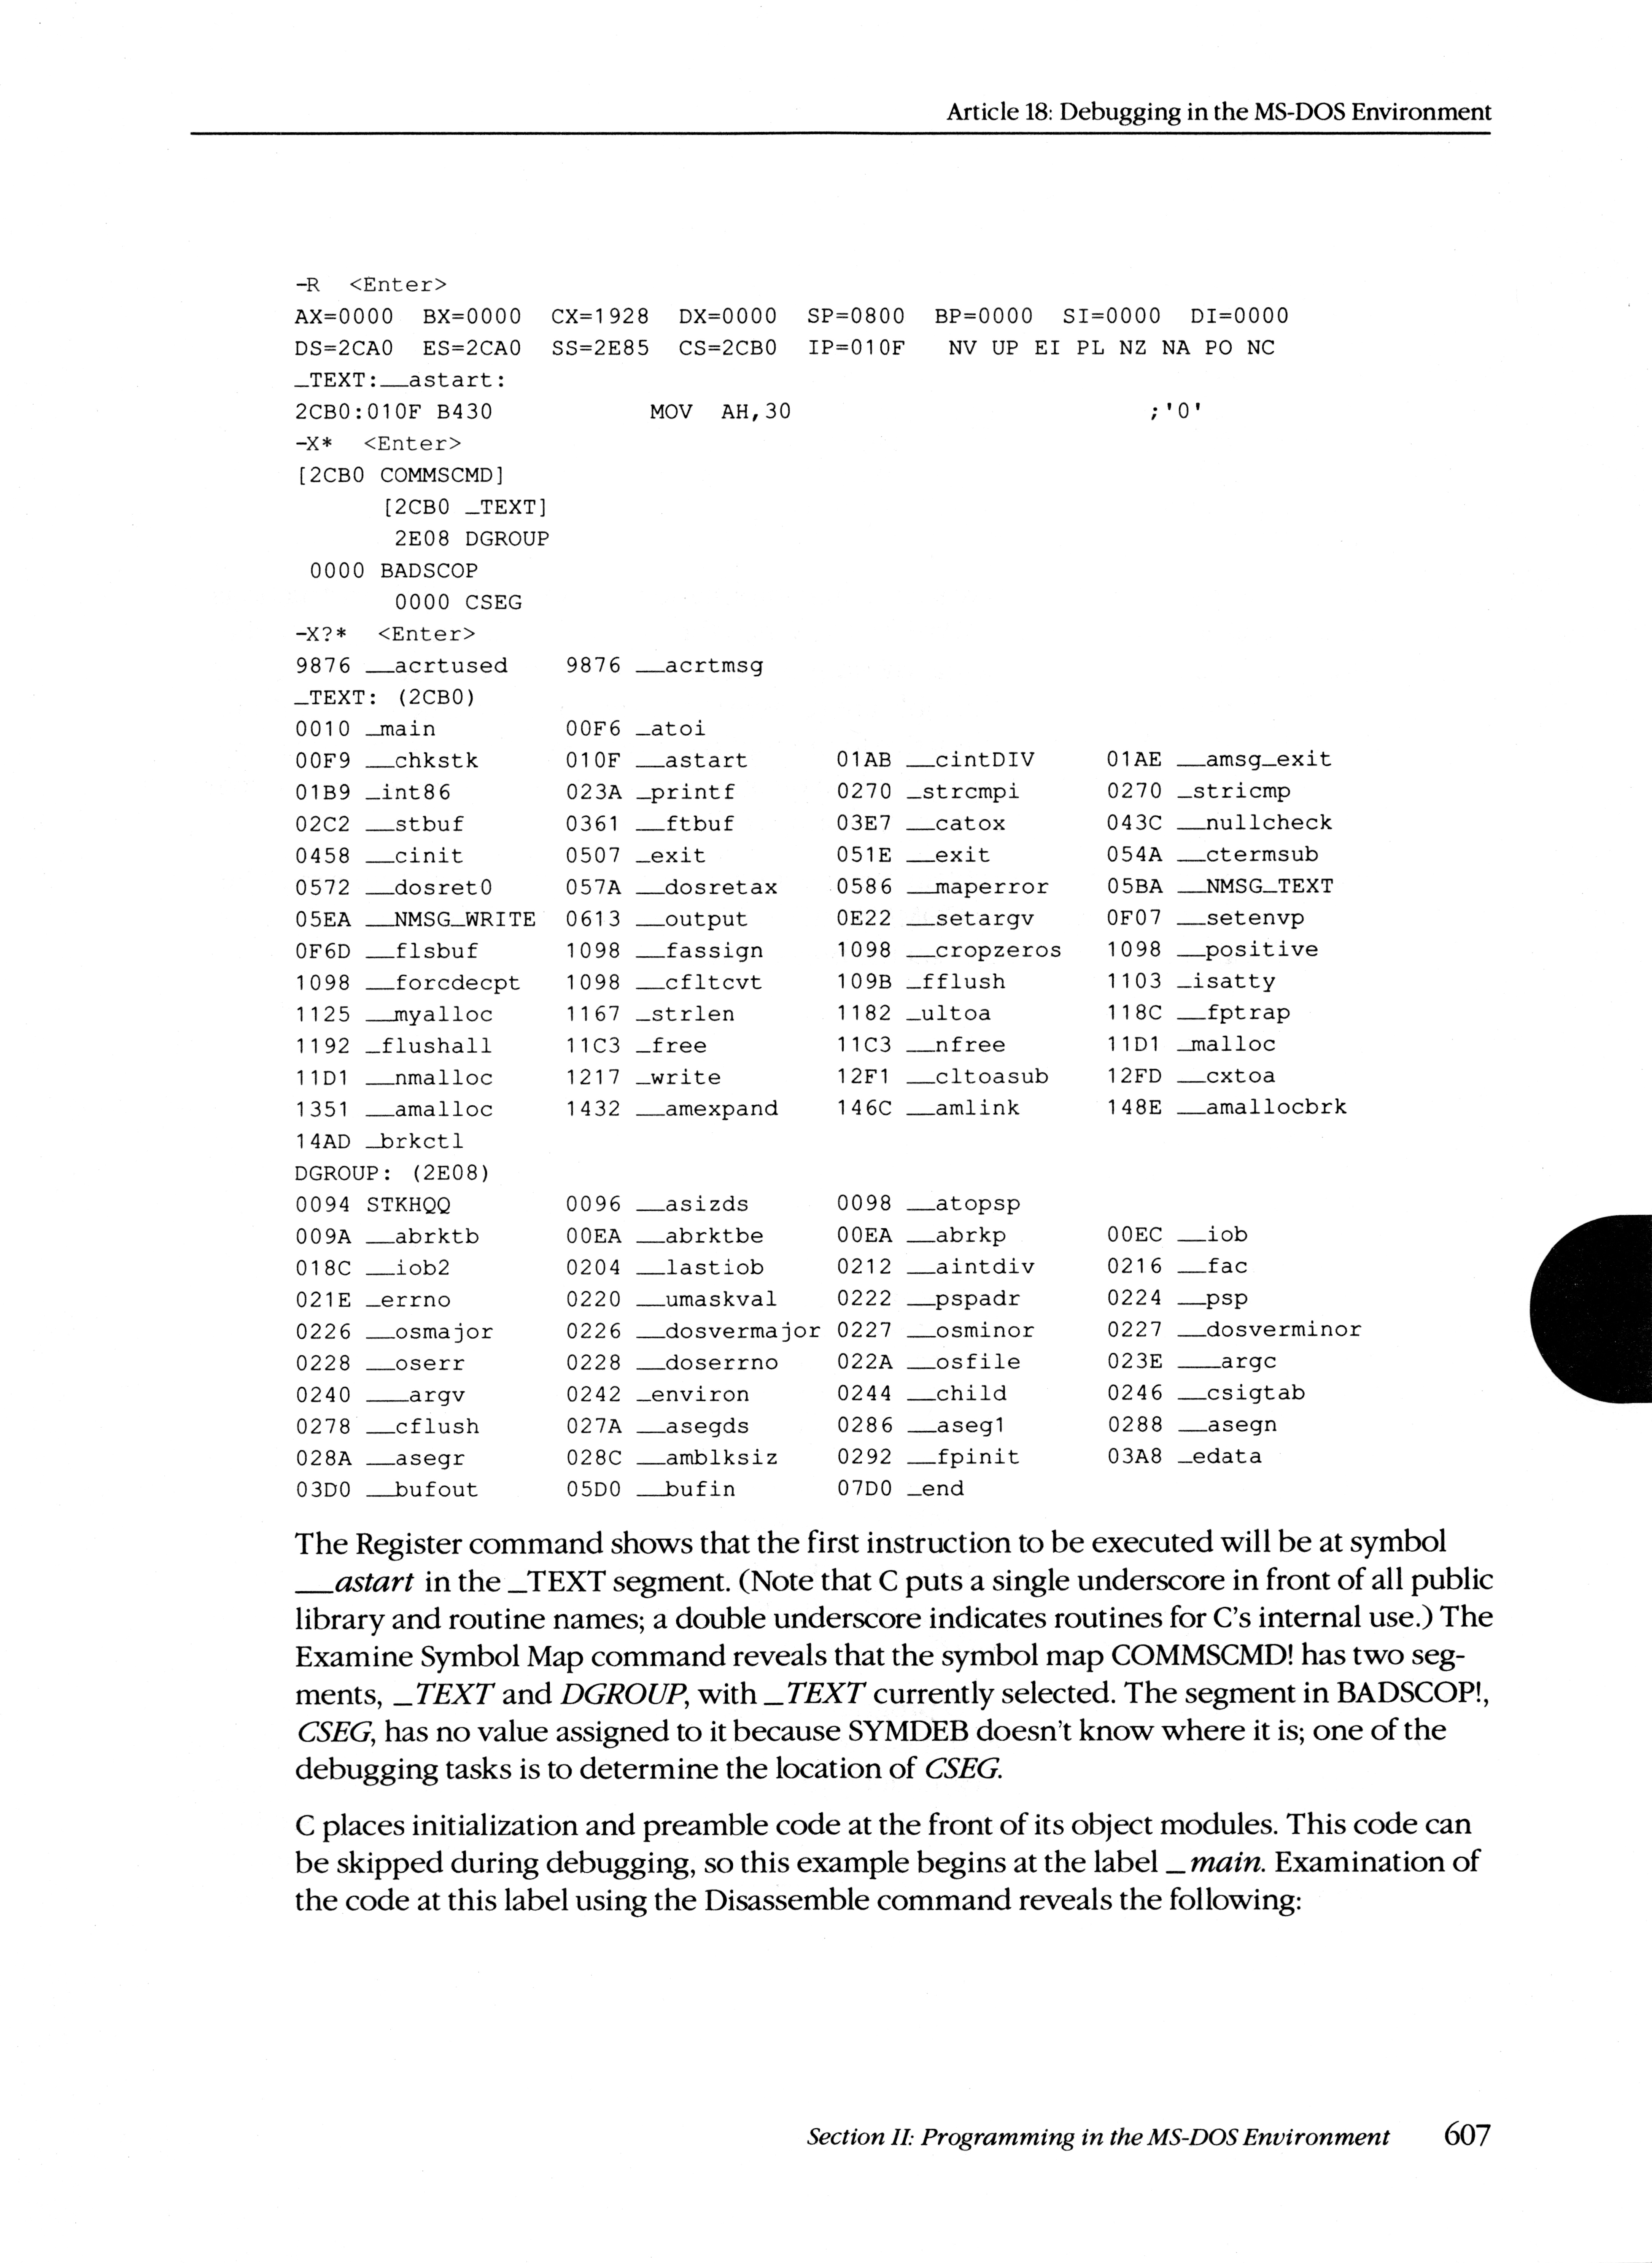 Article 18: Debugging in the MS-DOS Environment
-R <Enter>
AX=0000 BX=0000 CX=1928 DX=0000 SP=0800 BP=0000 SI=0000 DI=0000
DS=2CA0 ES=2CA0 SS=2E85 CS=2CB0 IP=010F NV UP EI PL NZ NA PO NC
_TEXT:__astart:
2CB0:010F B430 MOV AH,30 ;'0'
-X* <Enter>
[2CB0 COMMSCMD]
[2CB0 _TEXT]
2E08 DGROUP
0000 BADSCOP
0000 CSEG
-X?* <Enter>
9876 __acrtused 9876 __acrtmsg
_TEXT: (2CB0)
0010 _main 00F6 _atoi
00F9 __chkstk 010F __astart 01AB __cintDIV 01AE __amsg_exit
01B9 _int86 023A _printf 0270 _strcmpi 0270 _stricmp
02C2 __stbuf 0361 __ftbuf 03E7 __catox 043C __nullcheck
0458 __cinit 0507 _exit 051E __exit 054A __ctermsub
0572 __dosret0 057A __dosretax 0586 __maperror 05BA __NMSG_TEXT
05EA __NMSG_WRITE 0613 __output 0E22 __setargv 0F07 __setenvp
0F6D __flsbuf 1098 __fassign 1098 __cropzeros 1098 __positive
1098 __forcdecpt 1098 __cfltcvt 109B _fflush 1103 _isatty
1125 __myalloc 1167 _strlen 1182 _ultoa 118C __fptrap
1192 _flushall 11C3 _free 11C3 __nfree 11D1 _malloc
11D1 __nmalloc 1217 _write 12F1 __cltoasub 12FD __cxtoa
1351 __amalloc 1432 __amexpand 146C __amlink 148E __amallocbrk
14AD _brkctl
DGROUP: (2E08)
0094 STKHQQ 0096 __asizds 0098 __atopsp
009A __abrktb 00EA __abrktbe 00EA __abrkp 00EC __iob
018C __iob2 0204 __lastiob 0212 __aintdiv 0216 __fac
021E _errno 0220 __umaskval 0222 __pspadr 0224 __psp
0226 __osmajor 0226 __dosvermajor 0227 __osminor 0227 __dosverminor
0228 __oserr 0228 __doserrno 022A __osfile 023E ___argc
0240 ___argv 0242 _environ 0244 __child 0246 __csigtab
0278 __cflush 027A __asegds 0286 __aseg1 0288 __asegn
028A __asegr 028C __amblksiz 0292 __fpinit 03A8 _edata
03D0 __bufout 05D0 __bufin 07D0 _end
The Register command shows that the first instruction to be executed will be at symbol
__astart in the _TEXT segment. (Note that C puts a single underscore in front of all public
library and routine names; a double underscore indicates routines for C's internal use.) The
Examine Symbol Map command reveals that the symbol map COMMSCMD! has two seg-
ments, _TEXT and DGROUP, with _TEXT currently selected. The segment in BADSCOP!,
CSEG, has no value assigned to it because SYMDEB doesn't know where it is; one of the
debugging tasks is to determine the location of CSEG.
C places initialization and preamble code at the front of its object modules. This code can
be skipped during debugging, so this example begins at the label _main. Examination of
the code at this label using the Disassemble command reveals the following:
Section II: Programming in the MS-DOS Environment 607